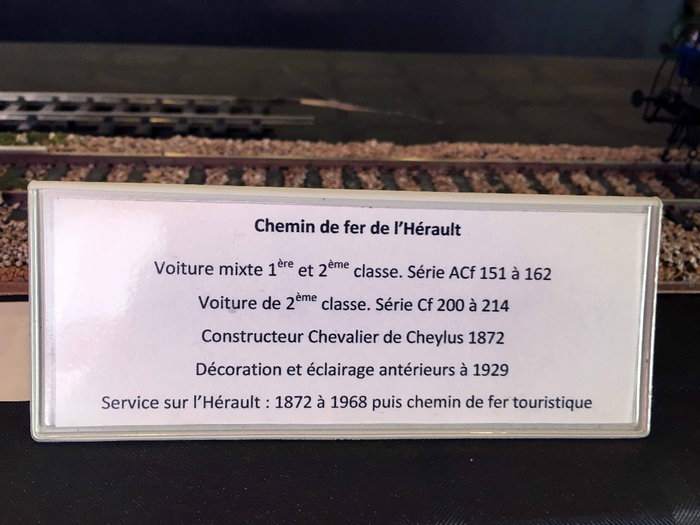 Chemin de fer de l'Hérault
Voiture mixte 1ère et 2ème classe. Série ACf 151 à 162
Voiture de 2ème classe. Série Cf 200 à 214
Constructeur Chevalier de Cheylus 1872
Décoration et éclairage antérieurs à 1929
Service sur l'Hérault : 1872 à 1968 puis chemin de fer touristique